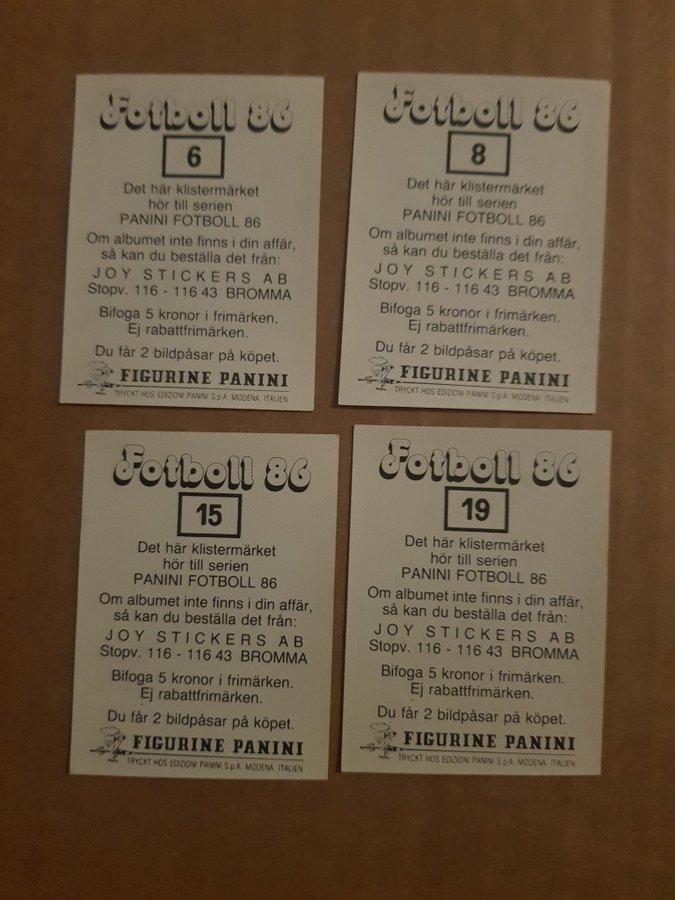 Fotboll 86
6
Det här klistermärket
hör till serien
PANINI FOTBOLL 86
Om albumet inte finns i din affär,
så kan du beställa det från:
JOY STICKERS AB
Stopv. 116 - 116 43 BROMMA
Bifoga 5 kronor i frimärken.
Ej rabattfrimärken.
Du får 2 bildpåsar på köpet.
FIGURINE PANINI
TRYCKT HOS EDIZIONI PANINI S.p.A. MODENA. ITALIEN
Fotboll 86
8
Det här klistermärket
hör till serien
PANINI FOTBOLL 86
Om albumet inte finns i din affär,
så kan du beställa det från:
JOY STICKERS AB
Stopv. 116 - 116 43 BROMMA
Bifoga 5 kronor i frimärken.
Ej rabattfrimärken.
Du får 2 bildpåsar på köpet.
FIGURINE PANINI
TRYCKT HOS EDIZIONI PANINI S.p.A. MODENA. ITALIEN
Fotboll 86
15
Det här klistermärket
hör till serien
PANINI FOTBOLL 86
Om albumet inte finns i din affär,
så kan du beställa det från:
JOY STICKERS AB
Stopv. 116 - 116 43 BROMMA
Bifoga 5 kronor i frimärken.
Ej rabattfrimärken.
Du får 2 bildpåsar på köpet.
FIGURINE PANINI
TRYCKT HOS EDIZIONI PANINI S.p.A. MODENA. ITALIEN
Fotboll 86
19
Det här klistermärket
hör till serien
PANINI FOTBOLL 86
Om albumet inte finns i din affär,
så kan du beställa det från:
JOY STICKERS AB
Stopv. 116 - 116 43 BROMMA
Bifoga 5 kronor i frimärken.
Ej rabattfrimärken.
Du får 2 bildpåsar på köpet.
FIGURINE PANINI
TRYCKT HOS EDIZIONI PANINI S.p.A. MODENA. ITALIEN